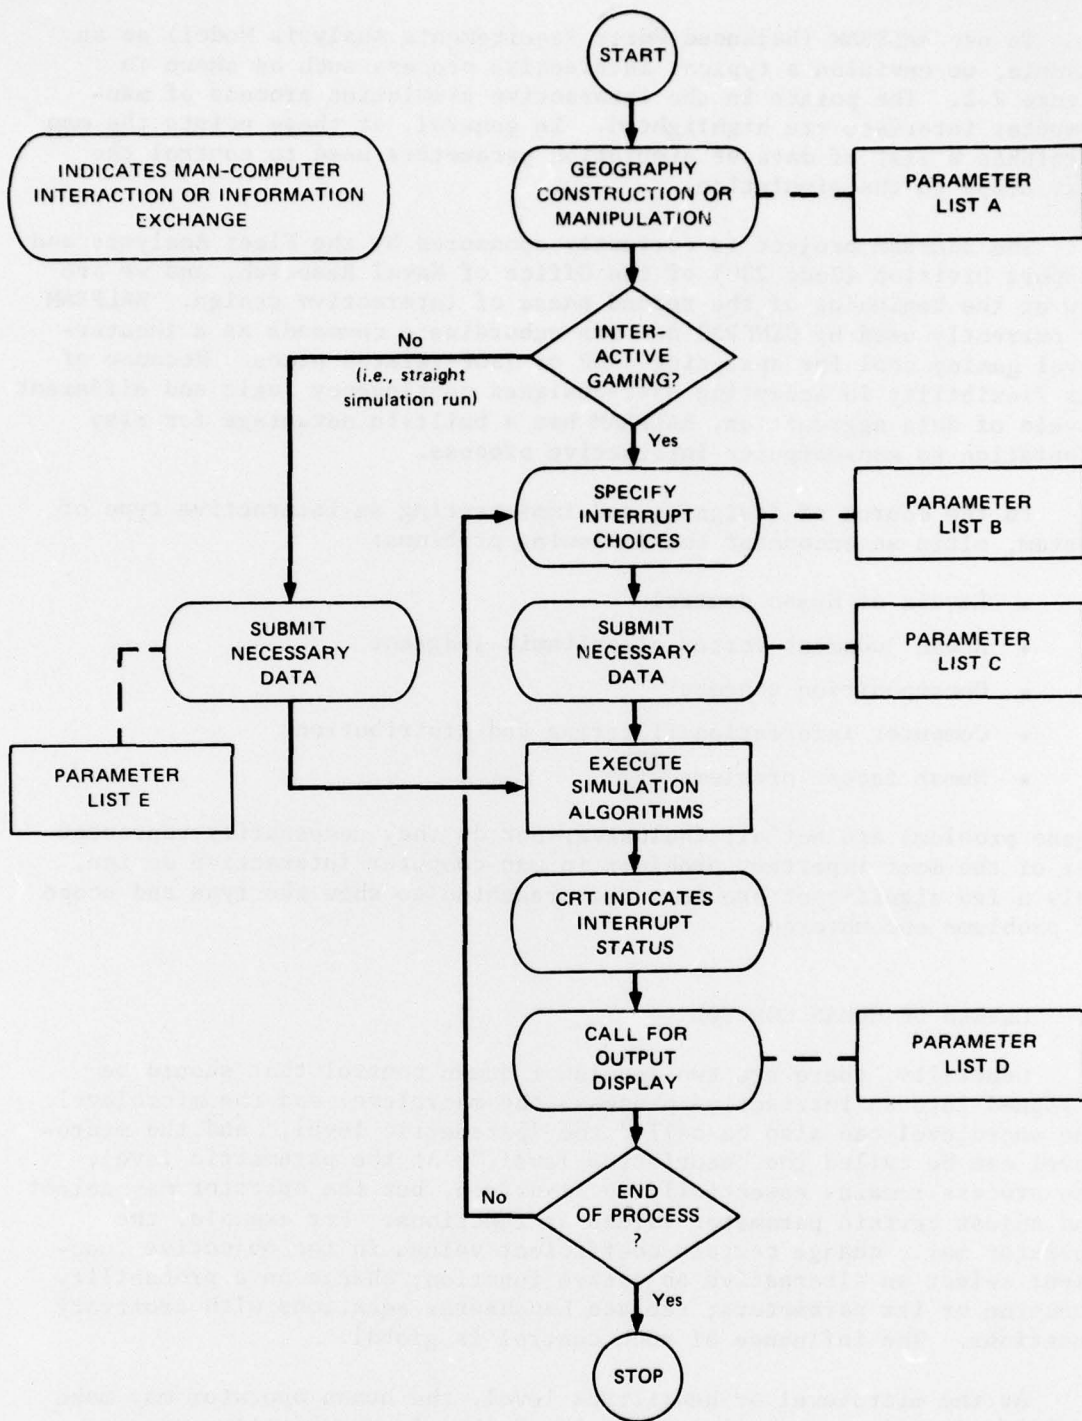 START
INDICATES MAN-COMPUTER
INTERACTION OR INFORMATION
EXCHANGE
GEOGRAPHY
CONSTRUCTION OR
MANIPULATION
PARAMETER
LIST A
INTER-
ACTIVE
GAMING?
No
(i.e., straight
simulation run)
Yes
SPECIFY
INTERRUPT
CHOICES
PARAMETER
LIST B
SUBMIT
NECESSARY
DATA
SUBMIT
NECESSARY
DATA
PARAMETER
LIST C
PARAMETER
LIST E
EXECUTE
SIMULATION
ALGORITHMS
CRT INDICATES
INTERRUPT
STATUS
CALL FOR
OUTPUT
DISPLAY
PARAMETER
LIST D
No
END
OF PROCESS
?
Yes
STOP